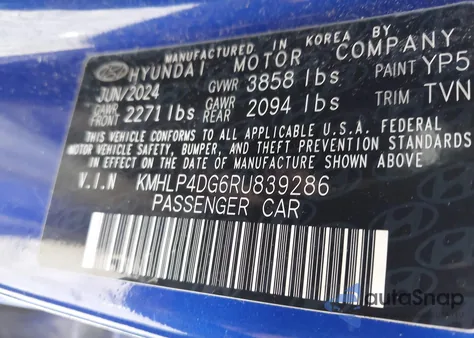 MANUFACTURED IN KOREA BY
HYUNDAI MOTOR COMPANY
JUN/2024 GVWR 3858 lbs PAINT YP5
GAWR FRONT 2271 lbs GAWR REAR 2094 lbs TRIM TVN
THIS VEHICLE CONFORMS TO ALL APPLICABLE U.S.A. FEDERAL
MOTOR VEHICLE SAFETY, BUMPER, AND THEFT PREVENTION STANDARDS
IN EFFECT ON THE DATE OF MANUFACTURE SHOWN ABOVE
V.I.N KMHLP4DG6RU839286
PASSENGER CAR
autoSnap